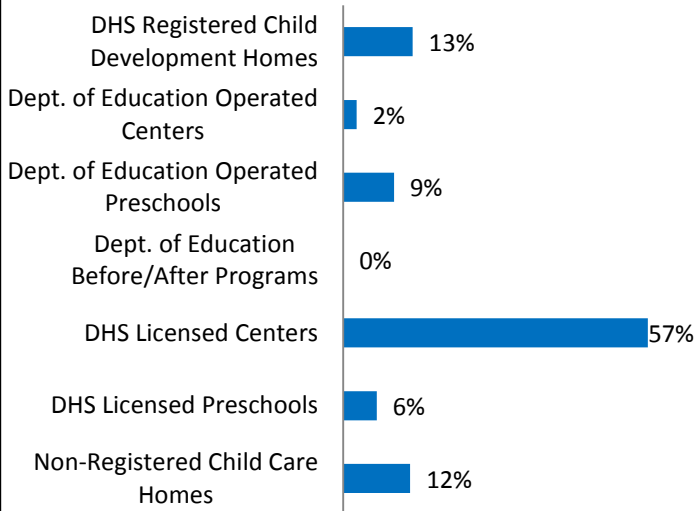 DHS Registered Child
Development Homes
13%
Dept. of Education Operated
Centers
2%
Dept. of Education Operated
Preschools
9%
Dept. of Education
Before/After Programs
0%
DHS Licensed Centers
57%
DHS Licensed Preschools
6%
Non-Registered Child Care
Homes
12%